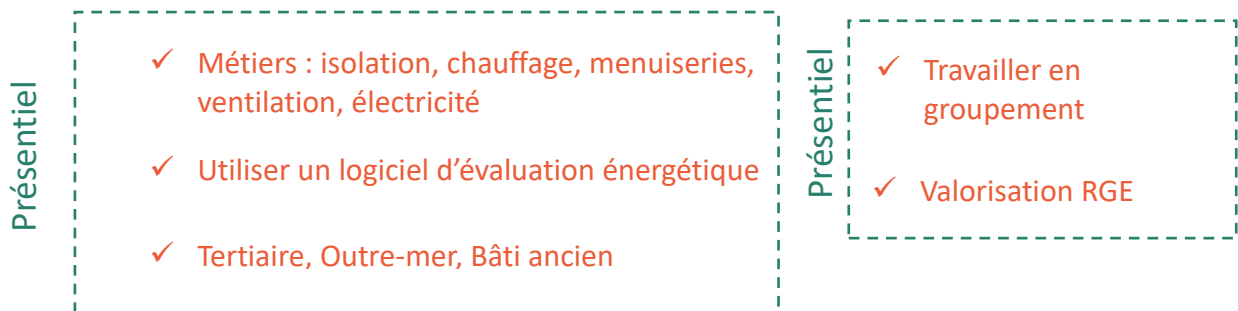 Présentiel
✓ Métiers : isolation, chauffage, menuiseries,
ventilation, électricité
✓ Utiliser un logiciel d’évaluation énergétique
✓ Tertiaire, Outre-mer, Bâti ancien
Présentiel
✓ Travailler en
groupement
✓ Valorisation RGE